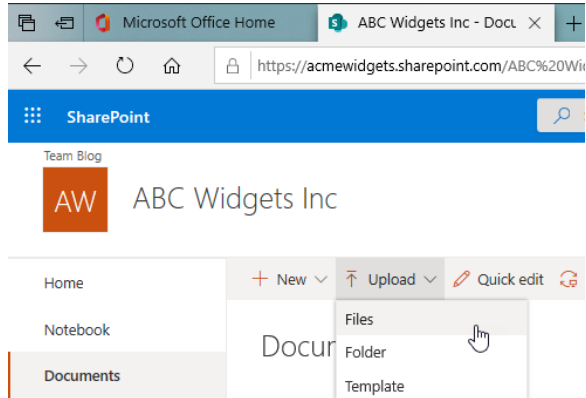 Microsoft Office Home
ABC Widgets Inc - Docu
https://acmewidgets.sharepoint.com/ABC%20Wi
SharePoint
Team Blog
AW
ABC Widgets Inc
Home
New
Upload
Quick edit
Notebook
Files
Docu
Folder
Documents
Template